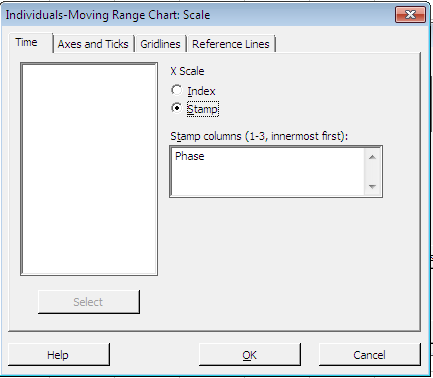 Individuals-Moving Range Chart: Scale
Time Axes and Ticks Gridlines Reference Lines
X Scale
Index
Stamp
Stamp columns (1-3, innermost first):
Phase
Select
Help OK Cancel